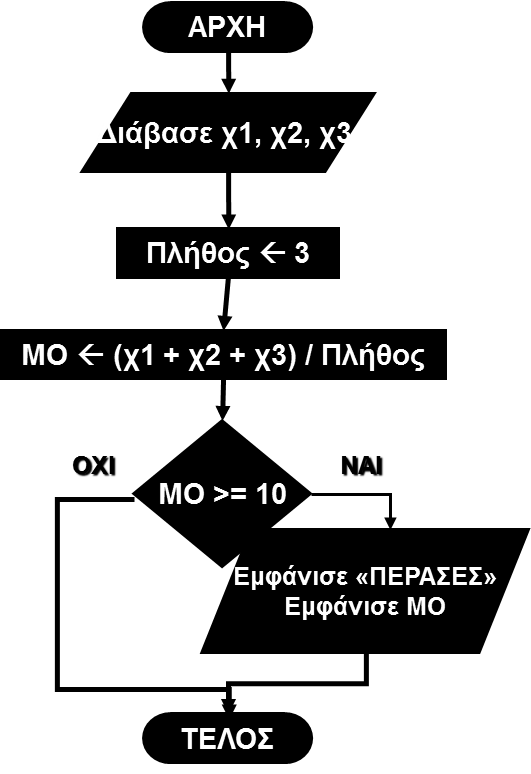 ΑΡΧΗ
Διάβασε χ1, χ2, χ3
Πλήθος ← 3
ΜΟ ← (χ1 + χ2 + χ3) / Πλήθος
ΟΧΙ
ΜΟ >= 10
ΝΑΙ
Εμφάνισε «ΠΕΡΑΣΕΣ»
Εμφάνισε ΜΟ
ΤΕΛΟΣ